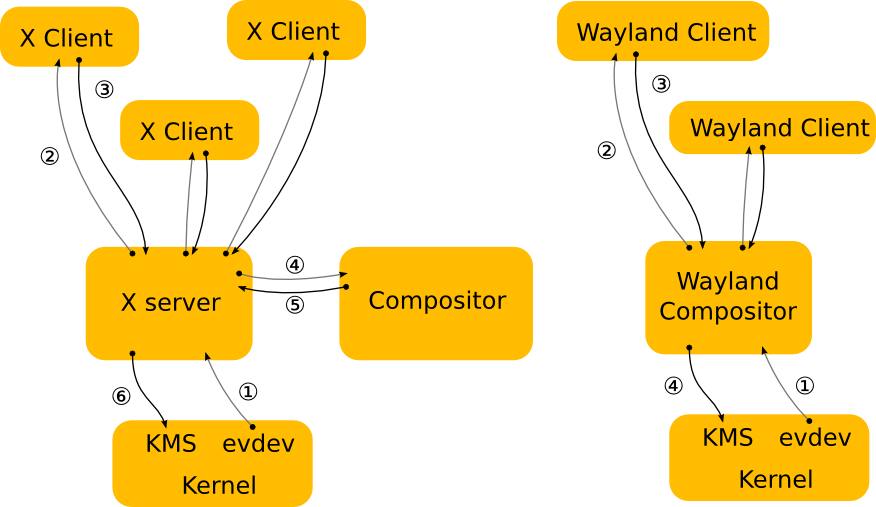 X Client
X Client
③
X Client
②
④
X server
Compositor
⑤
⑥
①
KMS evdev
Kernel
Wayland Client
③
Wayland Client
②
Wayland
Compositor
④
①
KMS evdev
Kernel